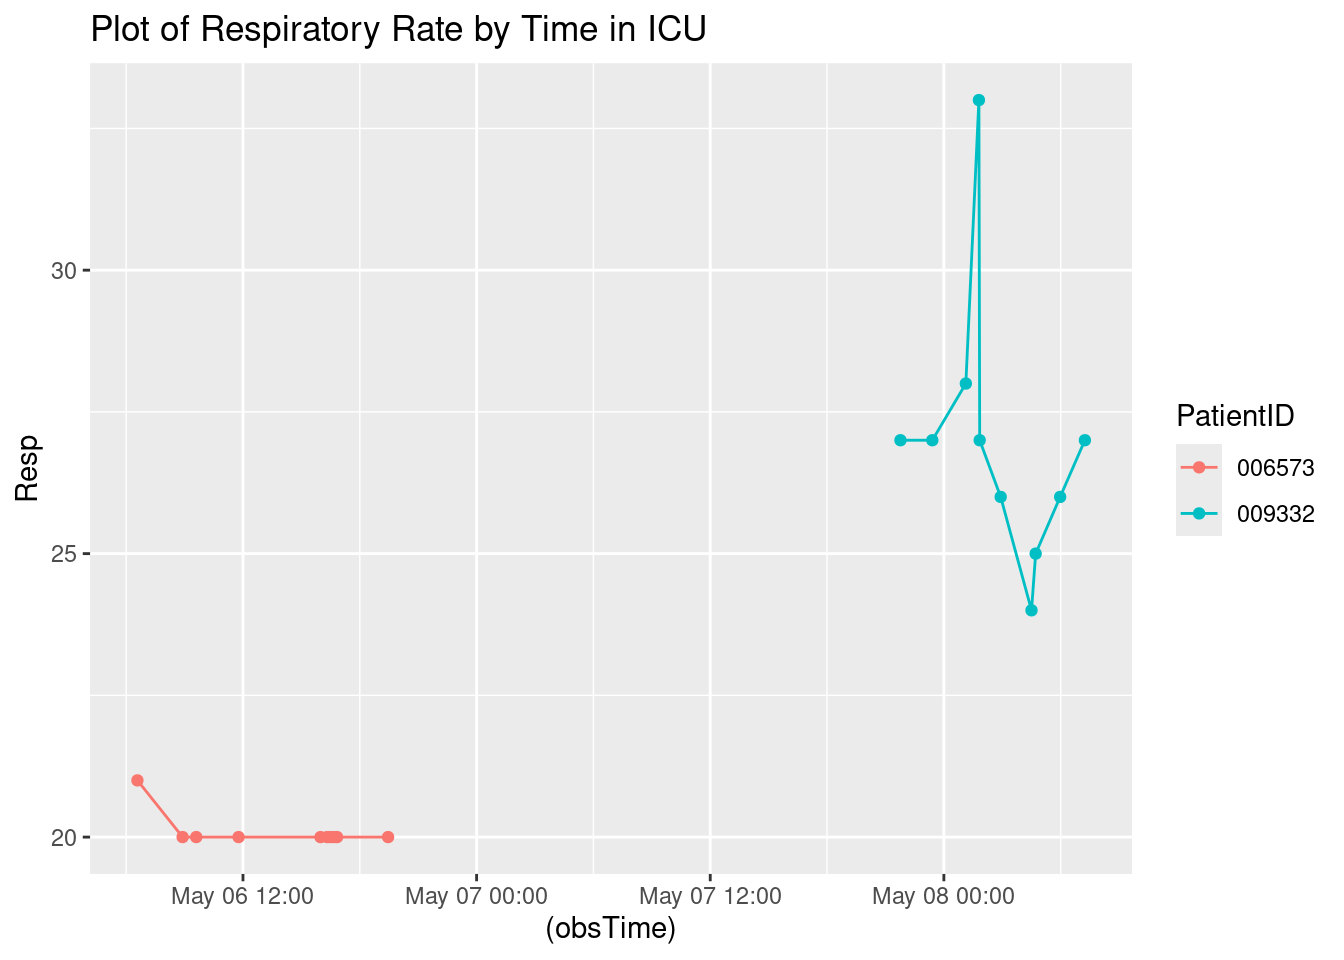 Plot of Respiratory Rate by Time in ICU
Resp
30
25
20
May 06 12:00
May 07 00:00
May 07 12:00
May 08 00:00
(obsTime)
PatientID
006573
009332